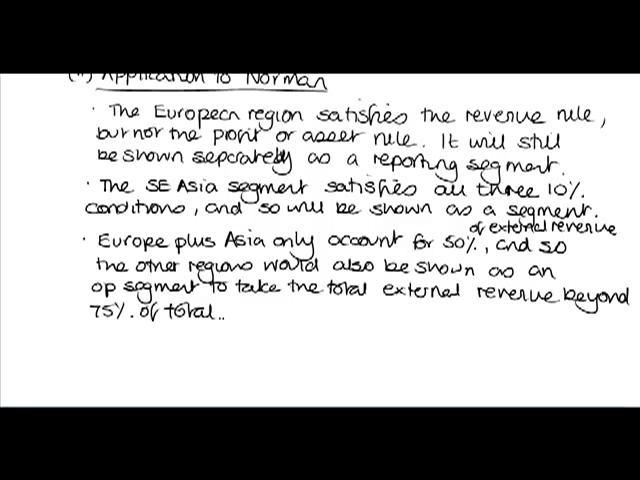 (ii) Application to Norman
· The European region satisfies the revenue rule,
but not the profit or asset rule. It will still
be shown separately as a reporting segment.
· The SE Asia segment satisfies all three 10%
conditions, and so will be shown as a segment.
of external revenue
· Europe plus Asia only account for 50%, and so
the other regions would also be shown as an
op segment to take the total external revenue beyond
75% of total..